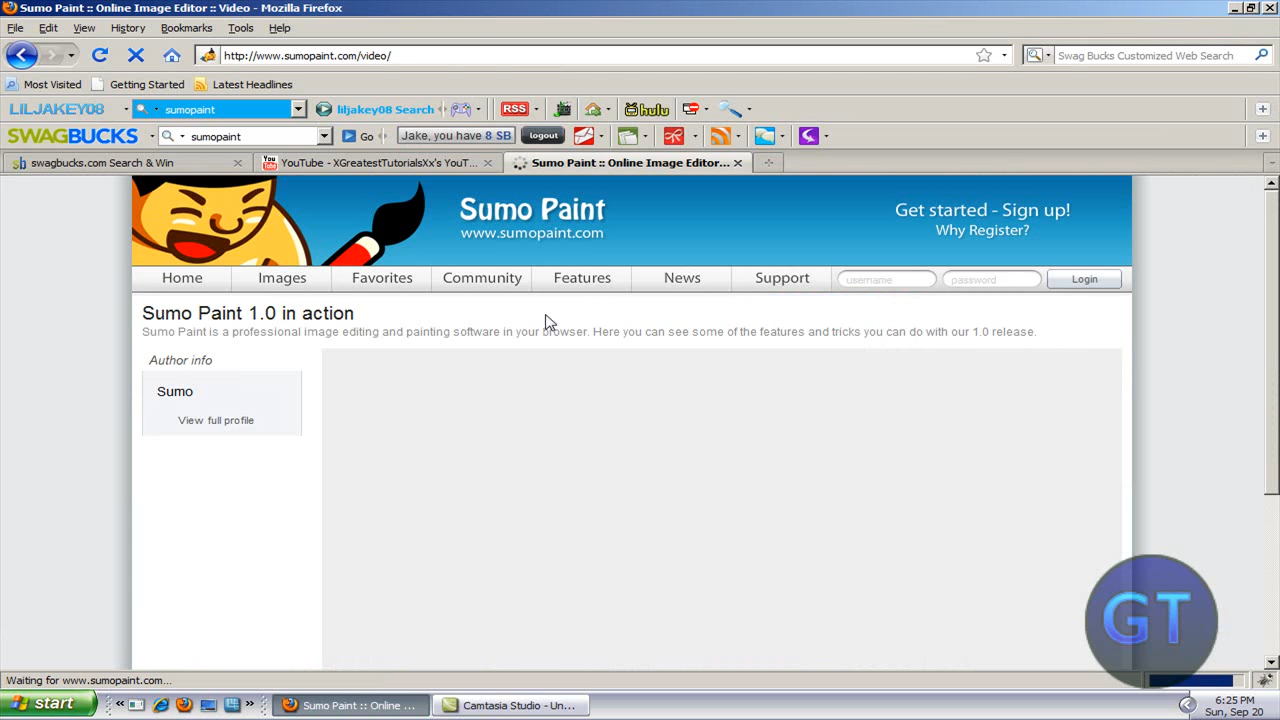 Sumo Paint :: Online Image Editor :: Video - Mozilla Firefox
File Edit View History Bookmarks Tools Help
http://www.sumopaint.com/video/
Swag Bucks Customized Web Search
Most Visited Getting Started Latest Headlines
LILJAKEY08 sumopaint liljakey08 Search RSS hulu
SWAGBUCKS sumopaint Go Jake, you have 8 SB logout
sb swagbucks.com Search & Win
You Tube YouTube - XGreatestTutorialsXx's YouT...
Sumo Paint :: Online Image Editor...
Sumo Paint
www.sumopaint.com
Get started - Sign up!
Why Register?
Home Images Favorites Community Features News Support username password Login
Sumo Paint 1.0 in action
Sumo Paint is a professional image editing and painting software in your browser. Here you can see some of the features and tricks you can do with our 1.0 release.
Author info
Sumo
View full profile
GT
Waiting for www.sumopaint.com...
start Sumo Paint :: Online ... Camtasia Studio - Un... 6:25 PM
Sun, Sep 20